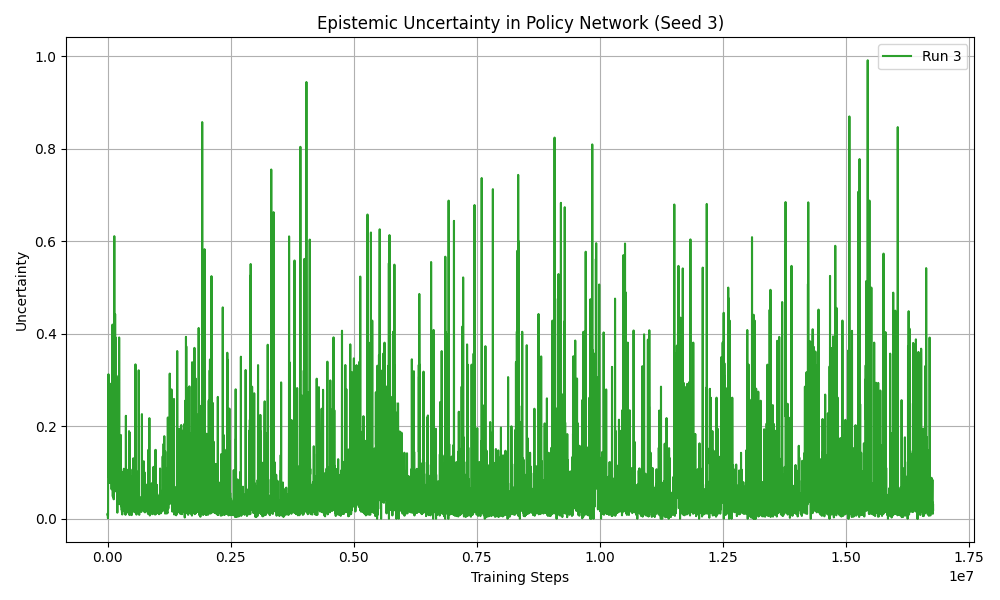 Epistemic Uncertainty in Policy Network (Seed 3)
Run 3
Uncertainty
1.0
0.8
0.6
0.4
0.2
0.0
0.00 0.25 0.50 0.75 1.00 1.25 1.50 1.75
1e7
Training Steps